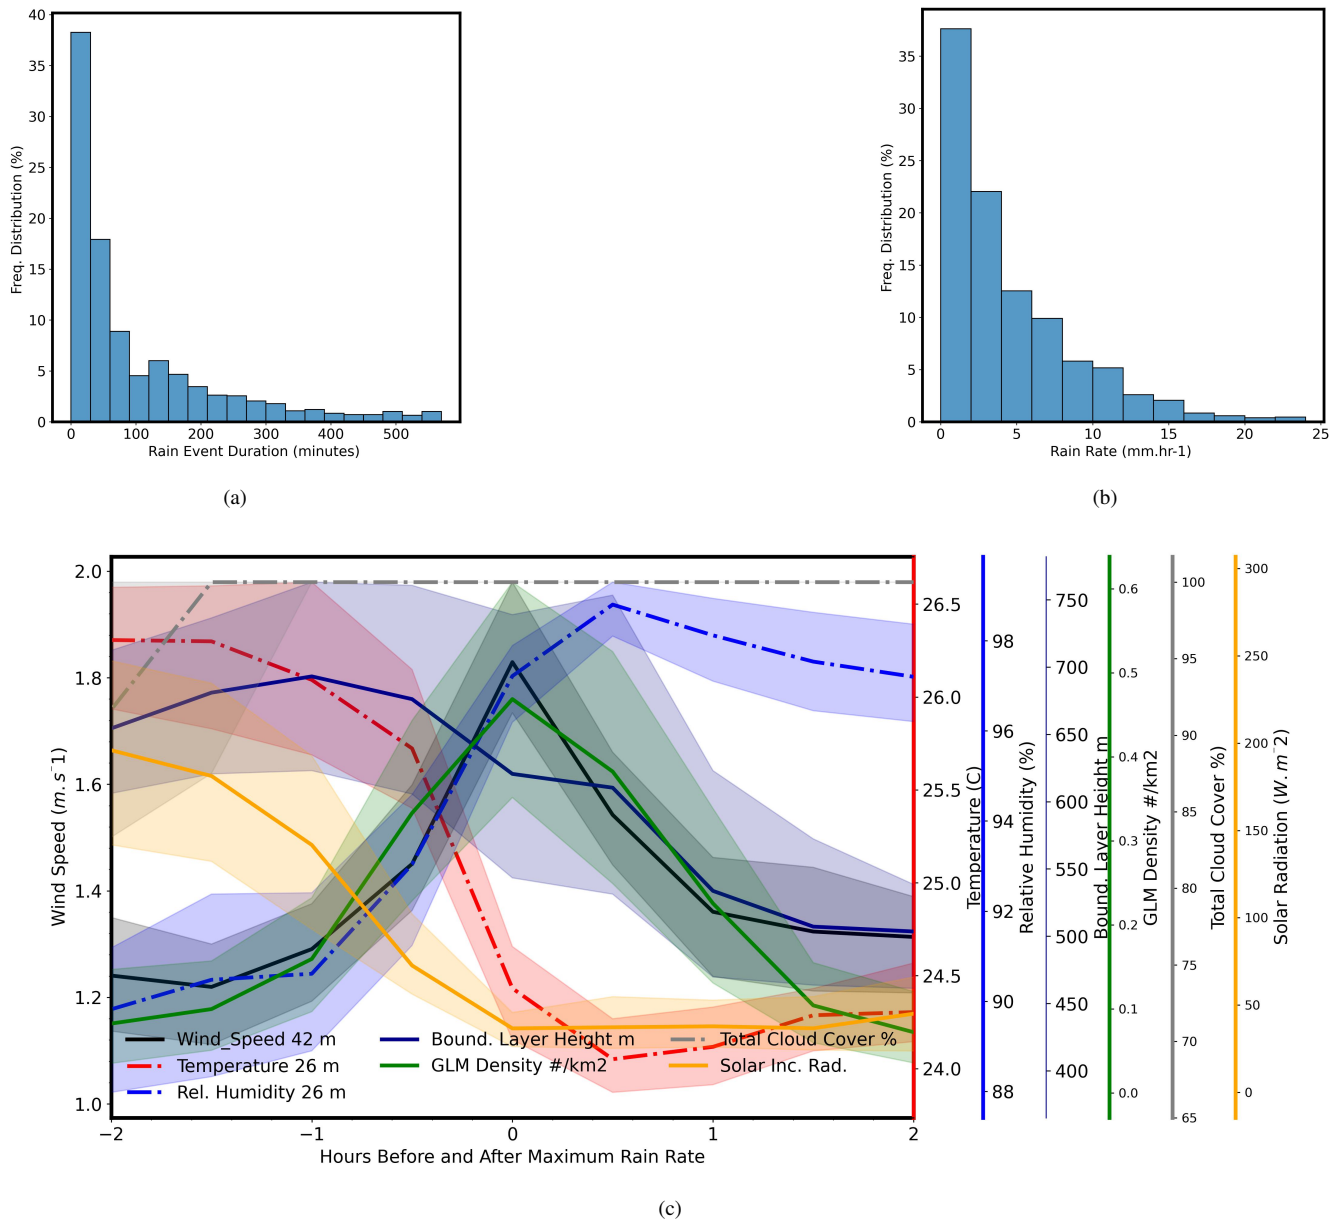 40
35
30
25
20
15
10
5
0
Freq. Distribution (%)
0 100 200 300 400 500
Rain Event Duration (minutes)
(a)
35
30
25
20
15
10
5
0
Freq. Distribution (%)
0 5 10 15 20 25
Rain Rate (mm.hr-1)
(b)
2.0
1.8
1.6
1.4
1.2
1.0
Wind Speed (m.s⁻1)
−2 −1 0 1 2
Hours Before and After Maximum Rain Rate
Wind_Speed 42 m
Temperature 26 m
Rel. Humidity 26 m
Bound. Layer Height m
GLM Density #/km2
Total Cloud Cover %
Solar Inc. Rad.
26.5
26.0
25.5
25.0
24.5
24.0
Temperature (C)
98
96
94
92
90
88
Relative Humidity (%)
750
700
650
600
550
500
450
400
Bound. Layer Height m
0.6
0.5
0.4
0.3
0.2
0.1
0.0
GLM Density #/km2
100
95
90
85
80
75
70
65
Total Cloud Cover %)
300
250
200
150
100
50
0
Solar Radiation (W.m⁻2)
(c)